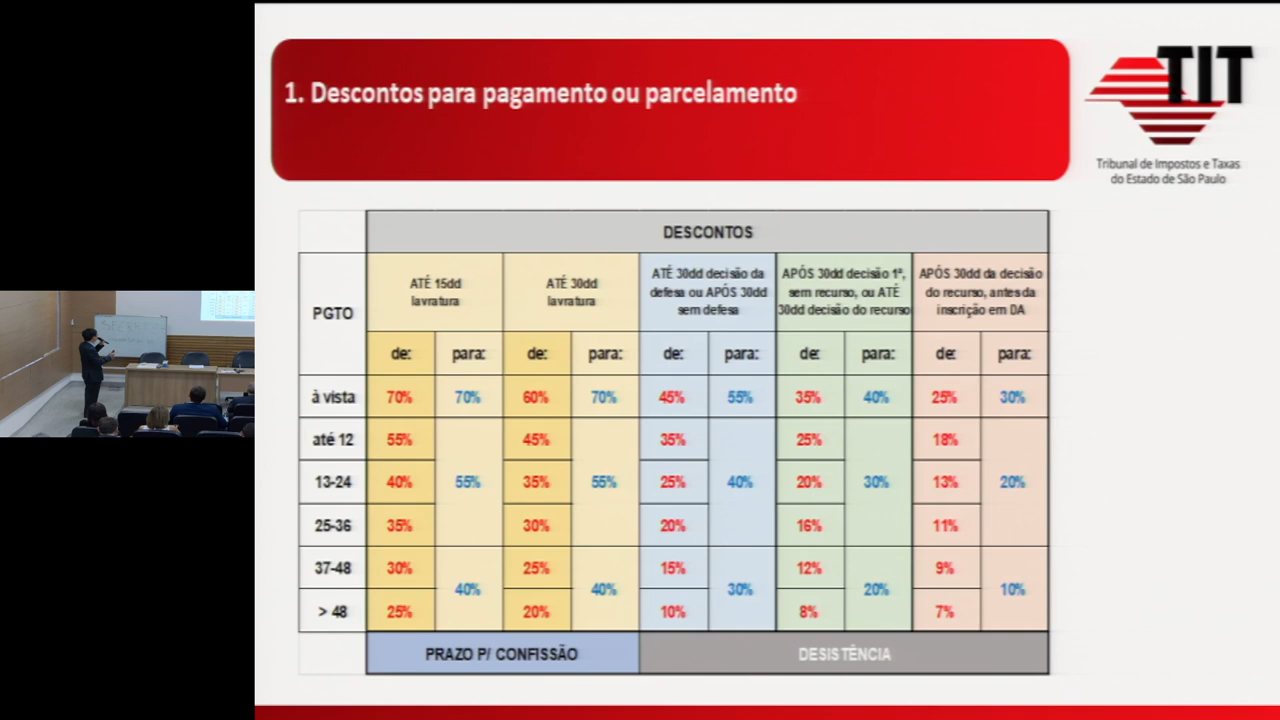 1. Descontos para pagamento ou parcelamento
TIT
Tribunal de Impostos e Taxas
do Estado de São Paulo
DESCONTOS
PGTO
ATÉ 15dd
lavratura
ATÉ 30dd
lavratura
ATÉ 30dd decisão da
defesa ou APÓS 30dd
sem defesa
APÓS 30dd decisão 1ª,
sem recurso, ou ATÉ
30dd decisão do recurso
APÓS 30dd da decisão
do recurso, antes da
inscrição em DA
de: para: de: para: de: para: de: para: de: para:
à vista 70% 70% 60% 70% 45% 55% 35% 40% 25% 30%
até 12 55% 45% 35% 25% 18%
13-24 40% 55% 35% 55% 25% 40% 20% 30% 13% 20%
25-36 35% 30% 20% 16% 11%
37-48 30% 25% 15% 12% 9%
40% 40% 30% 20% 10%
> 48 25% 20% 10% 8% 7%
PRAZO P/ CONFISSÃO
DESISTÊNCIA